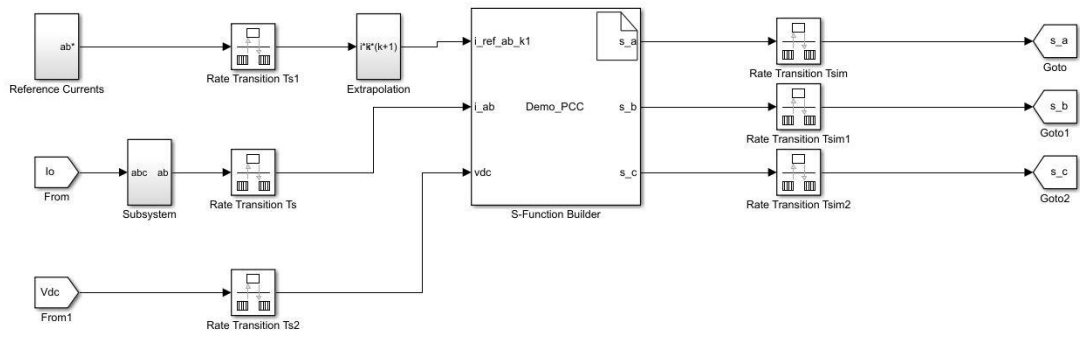 ab*
Reference Currents
Rate Transition Ts1
i*(k+1)
Extrapolation
i_ref_ab_k1
i_ab
vdc
Demo_PCC
s_a
s_b
s_c
S-Function Builder
Rate Transition Tsim
Rate Transition Tsim1
Rate Transition Tsim2
s_a
Goto
s_b
Goto1
s_c
Goto2
Io
From
abc ab
Subsystem
Rate Transition Ts
Vdc
From1
Rate Transition Ts2